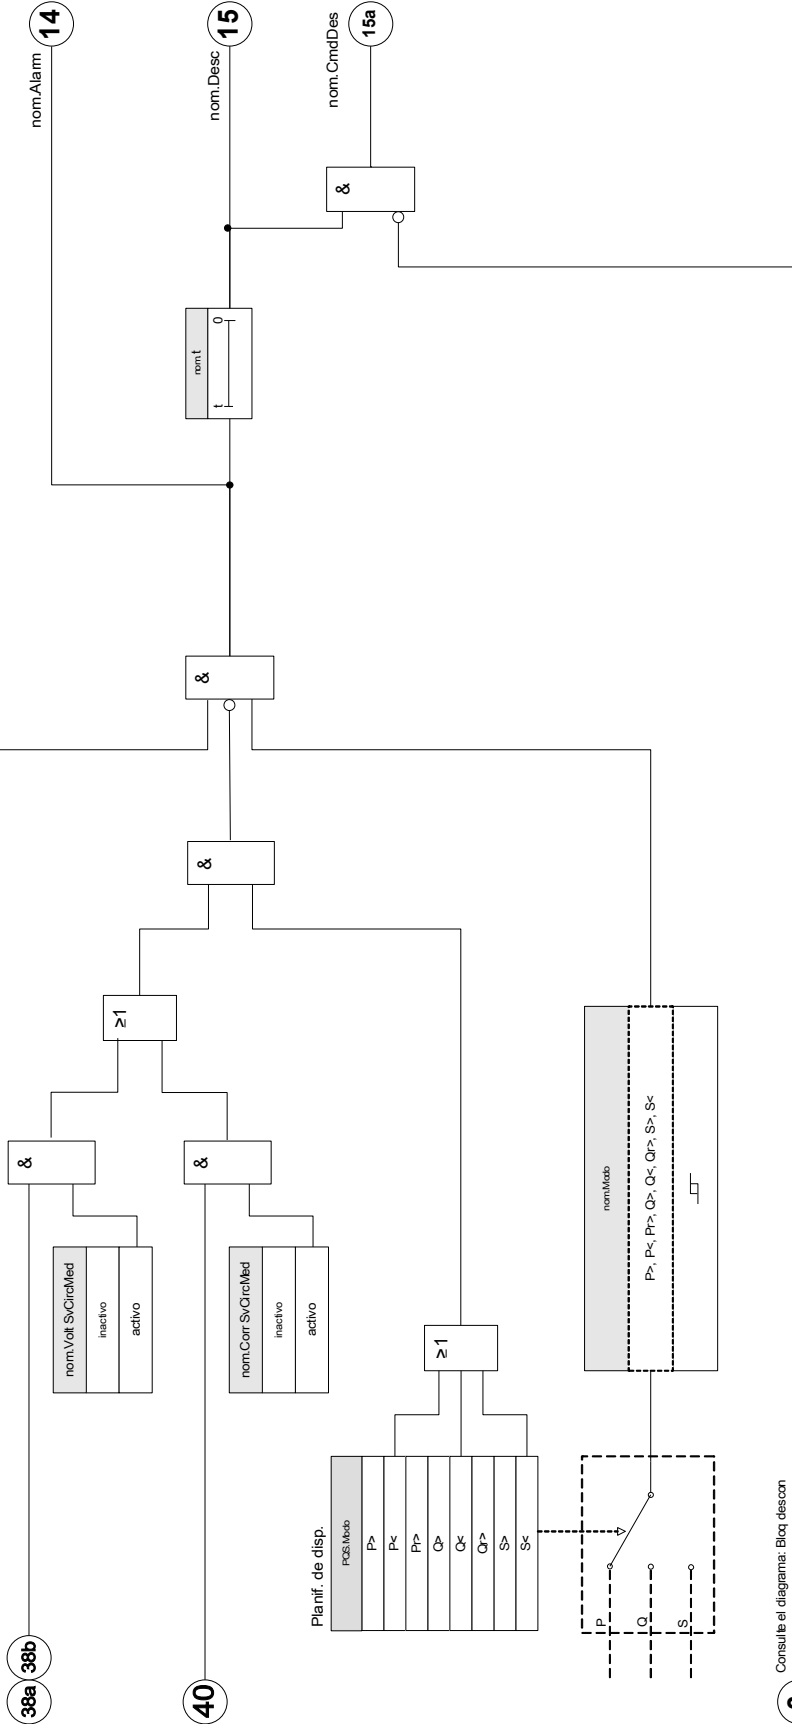 14
nom.Alarm
15
nom.Desc
15a
nom.CmdDes
&
nom.t
t 0
&
&
≥1
&
&
38a 38b
nom.Volt SvCircMed
inactivo
activo
40
nom.Corr SvCircMed
inactivo
activo
≥1
Planif. de disp.
PQS.Modo
P>
P<
Pr>
Q>
Q<
Qr>
S>
S<
nom.Modo
P>, P<, Pr>, Q>, Q<, Qr>, S>, S<
P
Q
S
Consulte el diagrama: Bloq descon